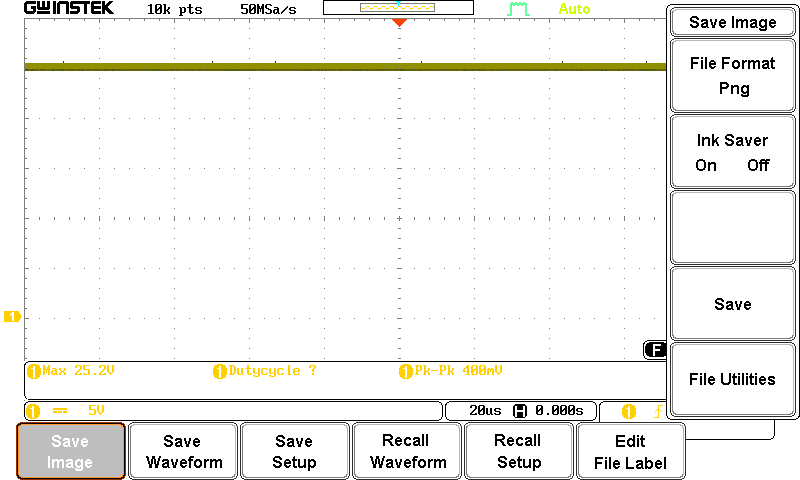 GWINSTEK 10k pts 50MSa/s Auto
Save Image
File Format
Png
Ink Saver
On Off
Save
File Utilities
1
F
1 Max 25.2V 1 Dutycycle ? 1 Pk-Pk 400mV
1 5V 20us H 0.000s 1
Save
Image
Save
Waveform
Save
Setup
Recall
Waveform
Recall
Setup
Edit
File Label